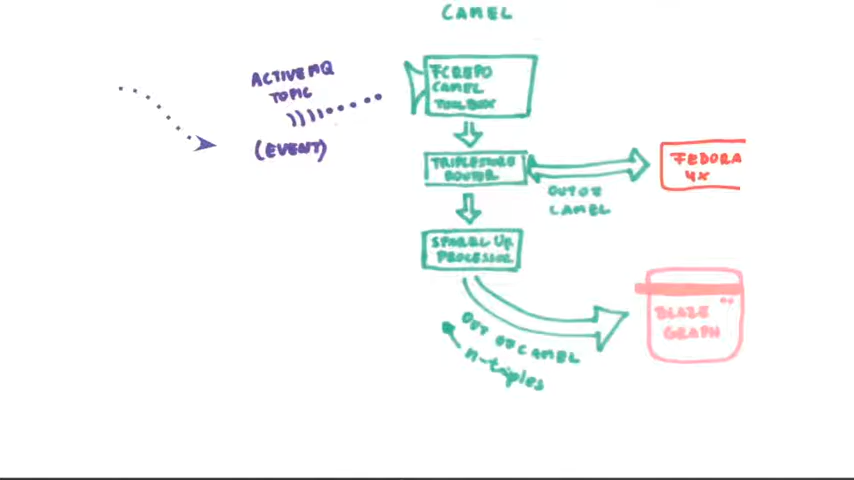 CAMEL
ACTIVEMQ
TOPIC
(EVENT)
FCREPO
CAMEL
TOOLBOX
TRIPLESTORE
ROUTER
OUT OF
CAMEL
FEDORA
4X
SPARQL UP
PROCESSOR
BLAZE
GRAPH
OUT OF CAMEL
n-triples